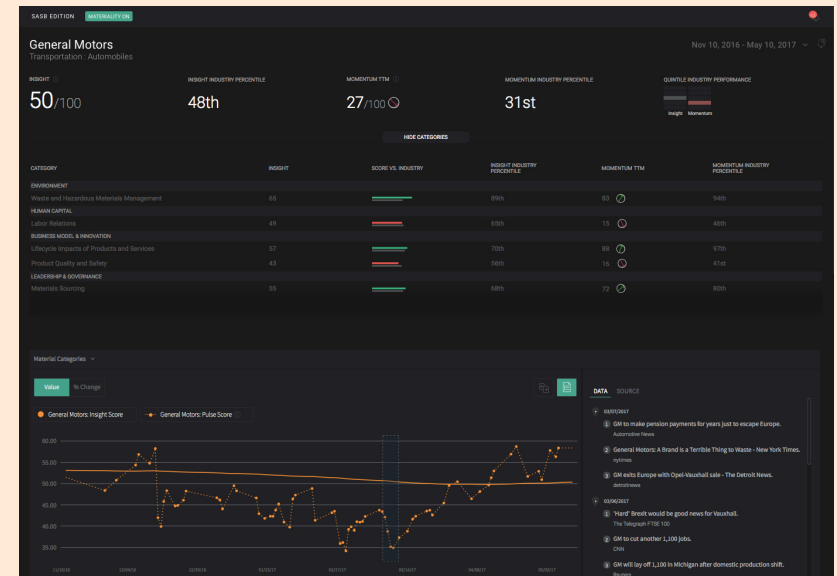 SASB EDITION MATERIALITY ON
General Motors
Transportation : Automobiles
Nov 10, 2016 - May 10, 2017
INSIGHT INSIGHT INDUSTRY PERCENTILE MOMENTUM TTM MOMENTUM INDUSTRY PERCENTILE QUINTILE INDUSTRY PERFORMANCE
50/100 48th 27/100 31st
Insight Momentum
HIDE CATEGORIES
CATEGORY INSIGHT SCORE VS. INDUSTRY INSIGHT INDUSTRY PERCENTILE MOMENTUM TTM MOMENTUM INDUSTRY PERCENTILE
ENVIRONMENT
Waste and Hazardous Materials Management 65 89th 83 94th
HUMAN CAPITAL
Labor Relations 49 65th 15 48th
BUSINESS MODEL & INNOVATION
Lifecycle Impacts of Products and Services 57 70th 88 97th
Product Quality and Safety 43 56th 16 41st
LEADERSHIP & GOVERNANCE
Materials Sourcing 55 68th 72 80th
Material Categories
Value % Change
General Motors: Insight Score General Motors: Pulse Score
60.00
55.00
50.00
45.00
40.00
35.00
DATA SOURCE
03/07/2017
1 GM to make pension payments for years just to escape Europe.
Automotive News
2 General Motors: A Brand is a Terrible Thing to Waste - New York Times.
nytimes
3 GM exits Europe with Opel-Vauxhall sale - The Detroit News.
detroitnews
03/06/2017
1 'Hard' Brexit would be good news for Vauxhall.
The Telegraph FTSE 100
2 GM to cut another 1,100 jobs.
CNN
3 GM will lay off 1,100 in Michigan after domestic production shift.
Reuters